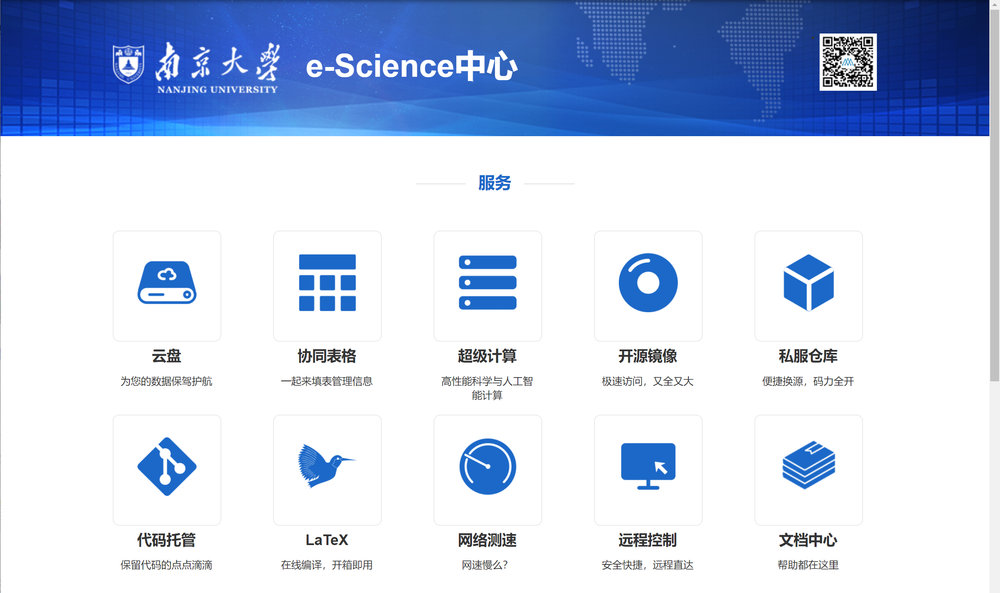 南京大学
NANJING UNIVERSITY
e-Science中心
服务
云盘
为您的数据保驾护航
协同表格
一起来填表管理信息
超级计算
高性能科学与人工智
能计算
开源镜像
极速访问，又全又大
私服仓库
便捷换源，码力全开
代码托管
保留代码的点点滴滴
LaTeX
在线编译，开箱即用
网络测速
网速慢么？
远程控制
安全快捷，远程直达
文档中心
帮助都在这里